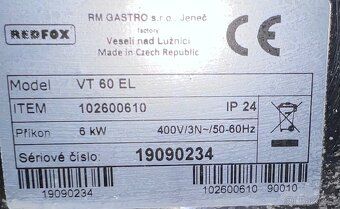 REDFOX
RM GASTRO s.r.o. Jeneč
factory
Veselí nad Lužnicí
Made in Czech Republic
CE
Model VT 60 EL
ITEM 102600610 IP 24
Příkon 6 kW 400V/3N~/50-60Hz
Sériové číslo: 19090234
19090234 102600610 90010